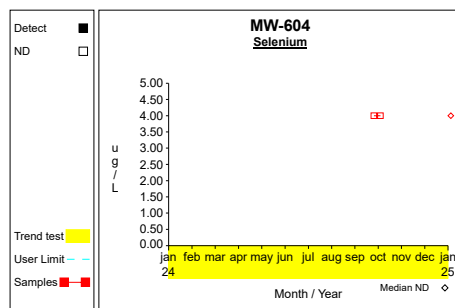 Detect
ND
Trend test
User Limit
Samples
MW-604
Selenium
ug/L
5.00
4.50
4.00
3.50
3.00
2.50
2.00
1.50
1.00
0.50
0.00
jan feb mar apr may jun jul aug sep oct nov dec jan
24 25
Month / Year
Median ND